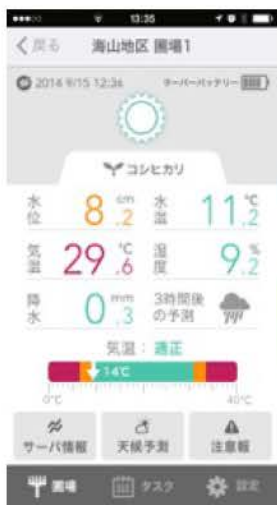 13:35
戻る 海山地区 圃場1
2014 9/15 12:34 サーバーバッテリー
コシヒカリ
水位 8.2 cm 水温 11.2 ℃
気温 29.6 ℃ 湿度 9.2 %
降水 0.3 mm 3時間後の予測
気温：適正
14℃
0℃ 40℃
サーバ情報 天候予測 注意報
圃場 タスク 設定